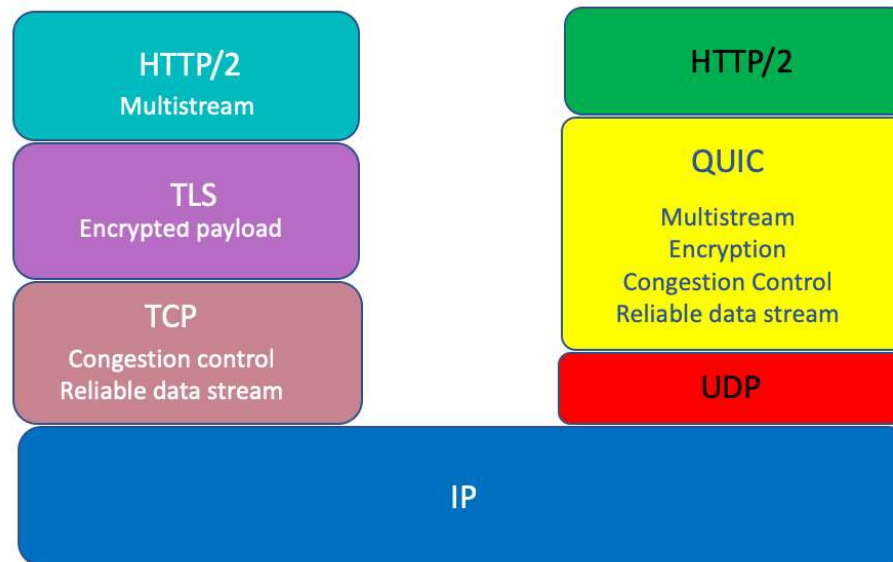 HTTP/2
Multistream
TLS
Encrypted payload
TCP
Congestion control
Reliable data stream
HTTP/2
QUIC
Multistream
Encryption
Congestion Control
Reliable data stream
UDP
IP